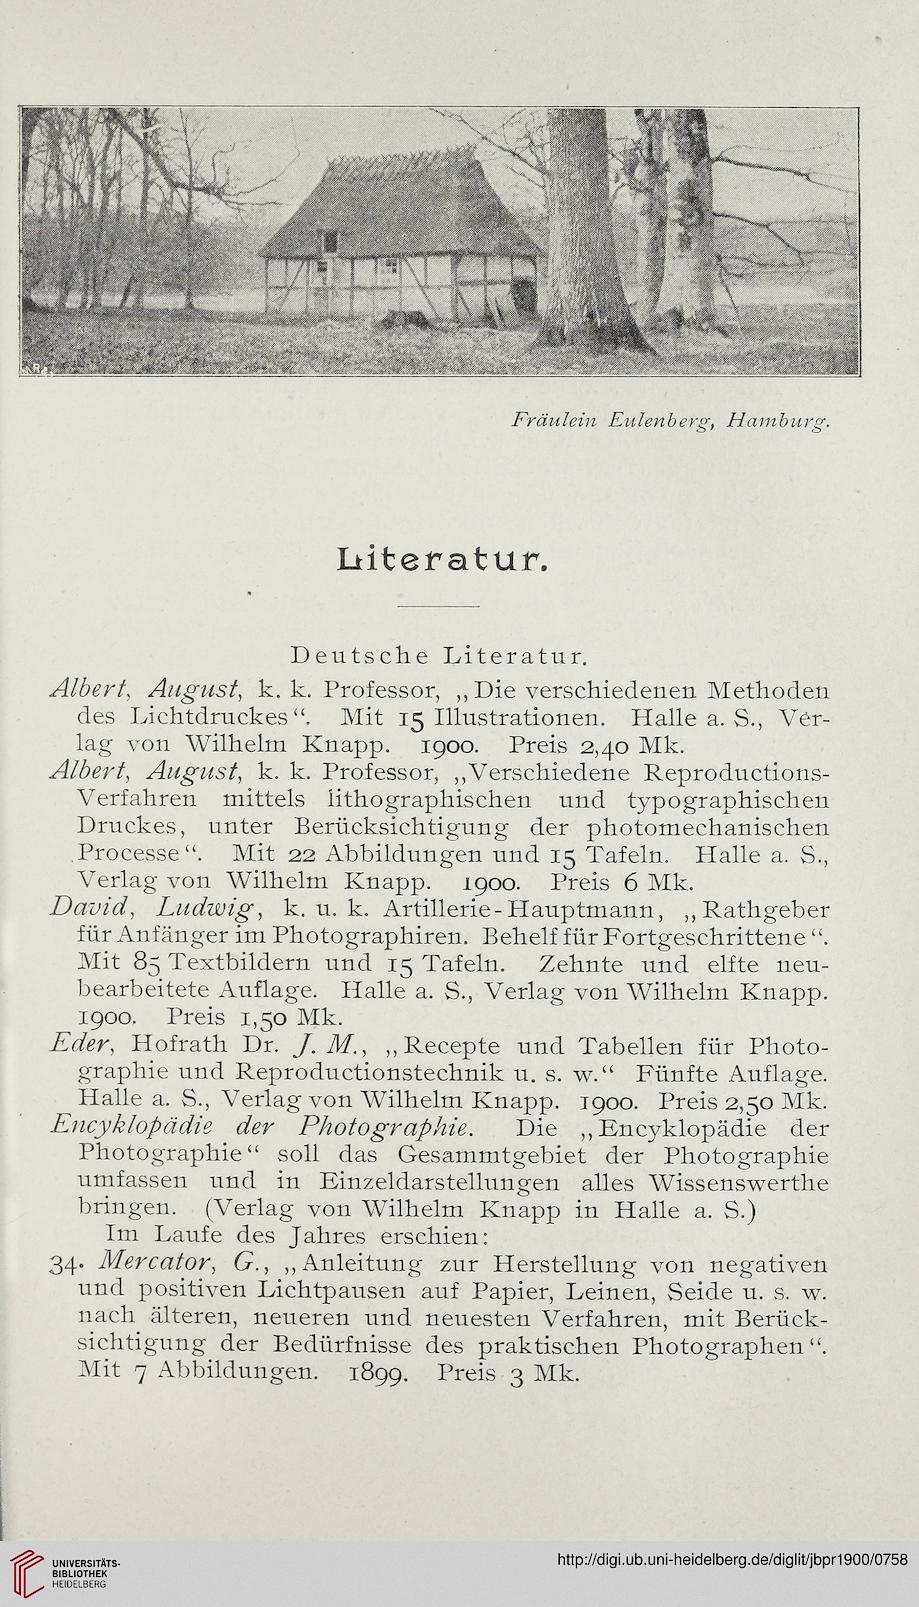 Fräulein Eulenberg, Hamburg.
Literatur.
Deutsche Literatur.
Albert, August, k. k. Professor, „Die verschiedenen Methoden
des Lichtdruckes“. Mit 15 Illustrationen. Halle a. S., Ver-
lag von Wilhelm Knapp. 1900. Preis 2,40 Mk.
Albert, August, k. k. Professor, „Verschiedene Reproductions-
Verfahren mittels lithographischen und typographischen
Druckes, unter Berücksichtigung der photomechanischen
Processe“. Mit 22 Abbildungen und 15 Tafeln. Halle a. S.,
Verlag von Wilhelm Knapp. 1900. Preis 6 Mk.
David, Ludwig, k. u. k. Artillerie-Hauptmann, „Rathgeber
für Anfänger im Photographiren. Behelf für Fortgeschrittene“.
Mit 85 Textbildern und 15 Tafeln. Zehnte und elfte neu-
bearbeitete Auflage. Halle a. S., Verlag von Wilhelm Knapp.
1900. Preis 1,50 Mk.
Eder, Hofrath Dr. J. M., „Recepte und Tabellen für Photo-
graphie und Reproductionstechnik u. s. w.“ Fünfte Auflage.
Halle a. S., Verlag von Wilhelm Knapp. 1900. Preis 2,50 Mk.
Encyklopädie der Photographie. Die „Encyklopädie der
Photographie“ soll das Gesammtgebiet der Photographie
umfassen und in Einzeldarstellungen alles Wissenswerthe
bringen. (Verlag von Wilhelm Knapp in Halle a. S.)
Im Laufe des Jahres erschien:
34. Mercator, G., „Anleitung zur Herstellung von negativen
und positiven Lichtpausen auf Papier, Leinen, Seide u. s. w.
nach älteren, neueren und neuesten Verfahren, mit Berück-
sichtigung der Bedürfnisse des praktischen Photographen“.
Mit 7 Abbildungen. 1899. Preis 3 Mk.
UNIVERSITÄTS-
BIBLIOTHEK
HEIDELBERG
http://digi.ub.uni-heidelberg.de/diglit/jbpr1900/0758